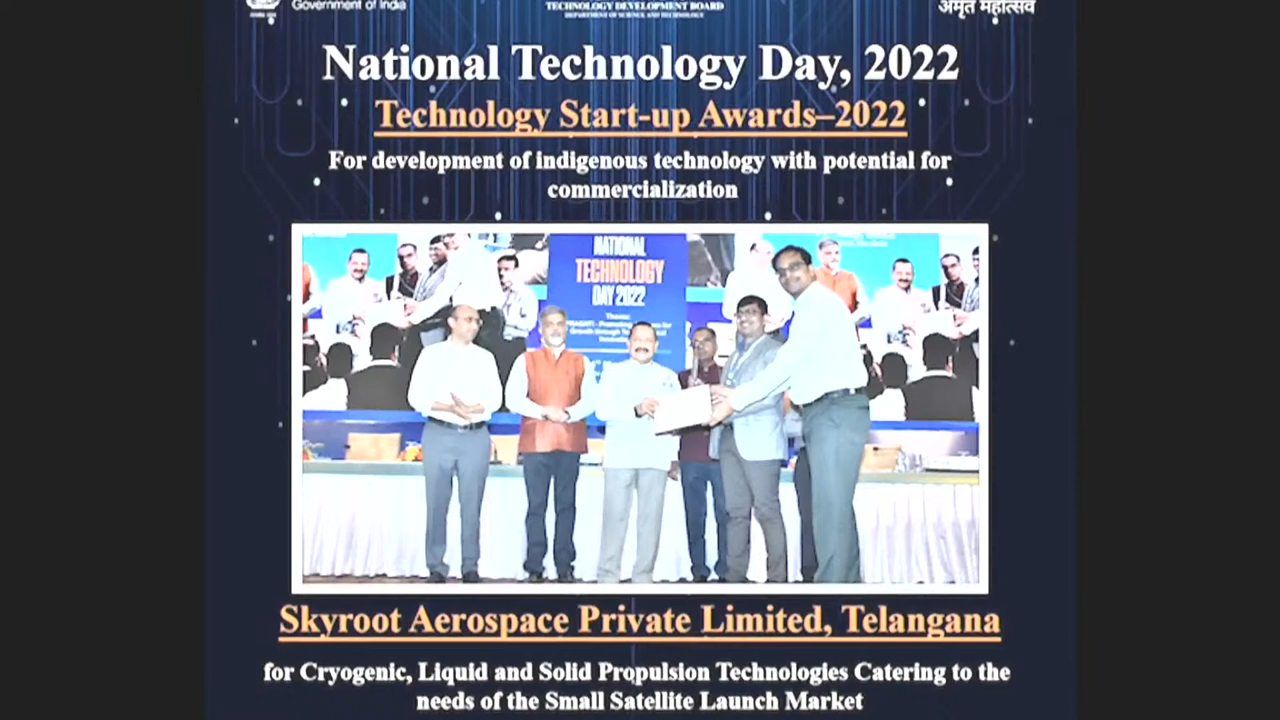 Government of India
TECHNOLOGY DEVELOPMENT BOARD
DEPARTMENT OF SCIENCE AND TECHNOLOGY
अमृत महोत्सव
National Technology Day, 2022
Technology Start-up Awards–2022
For development of indigenous technology with potential for
commercialization
NATIONAL
TECHNOLOGY
DAY 2022
Theme:
Skyroot Aerospace Private Limited, Telangana
for Cryogenic, Liquid and Solid Propulsion Technologies Catering to the
needs of the Small Satellite Launch Market